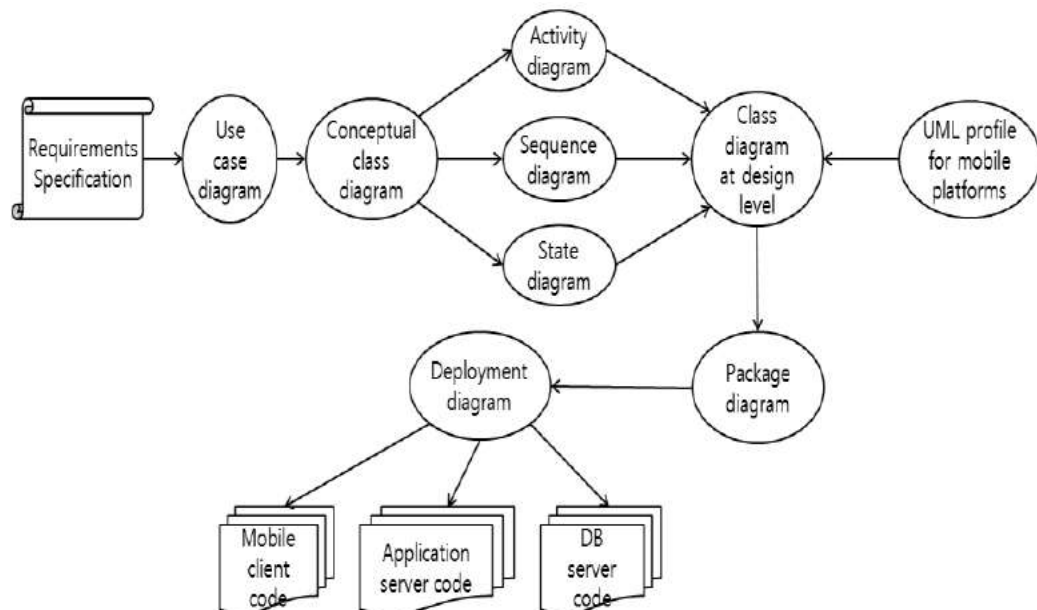 Requirements
Specification
Use
case
diagram
Conceptual
class
diagram
Activity
diagram
Sequence
diagram
State
diagram
Class
diagram
at design
level
UML profile
for mobile
platforms
Package
diagram
Deployment
diagram
Mobile
client
code
Application
server code
DB
server
code